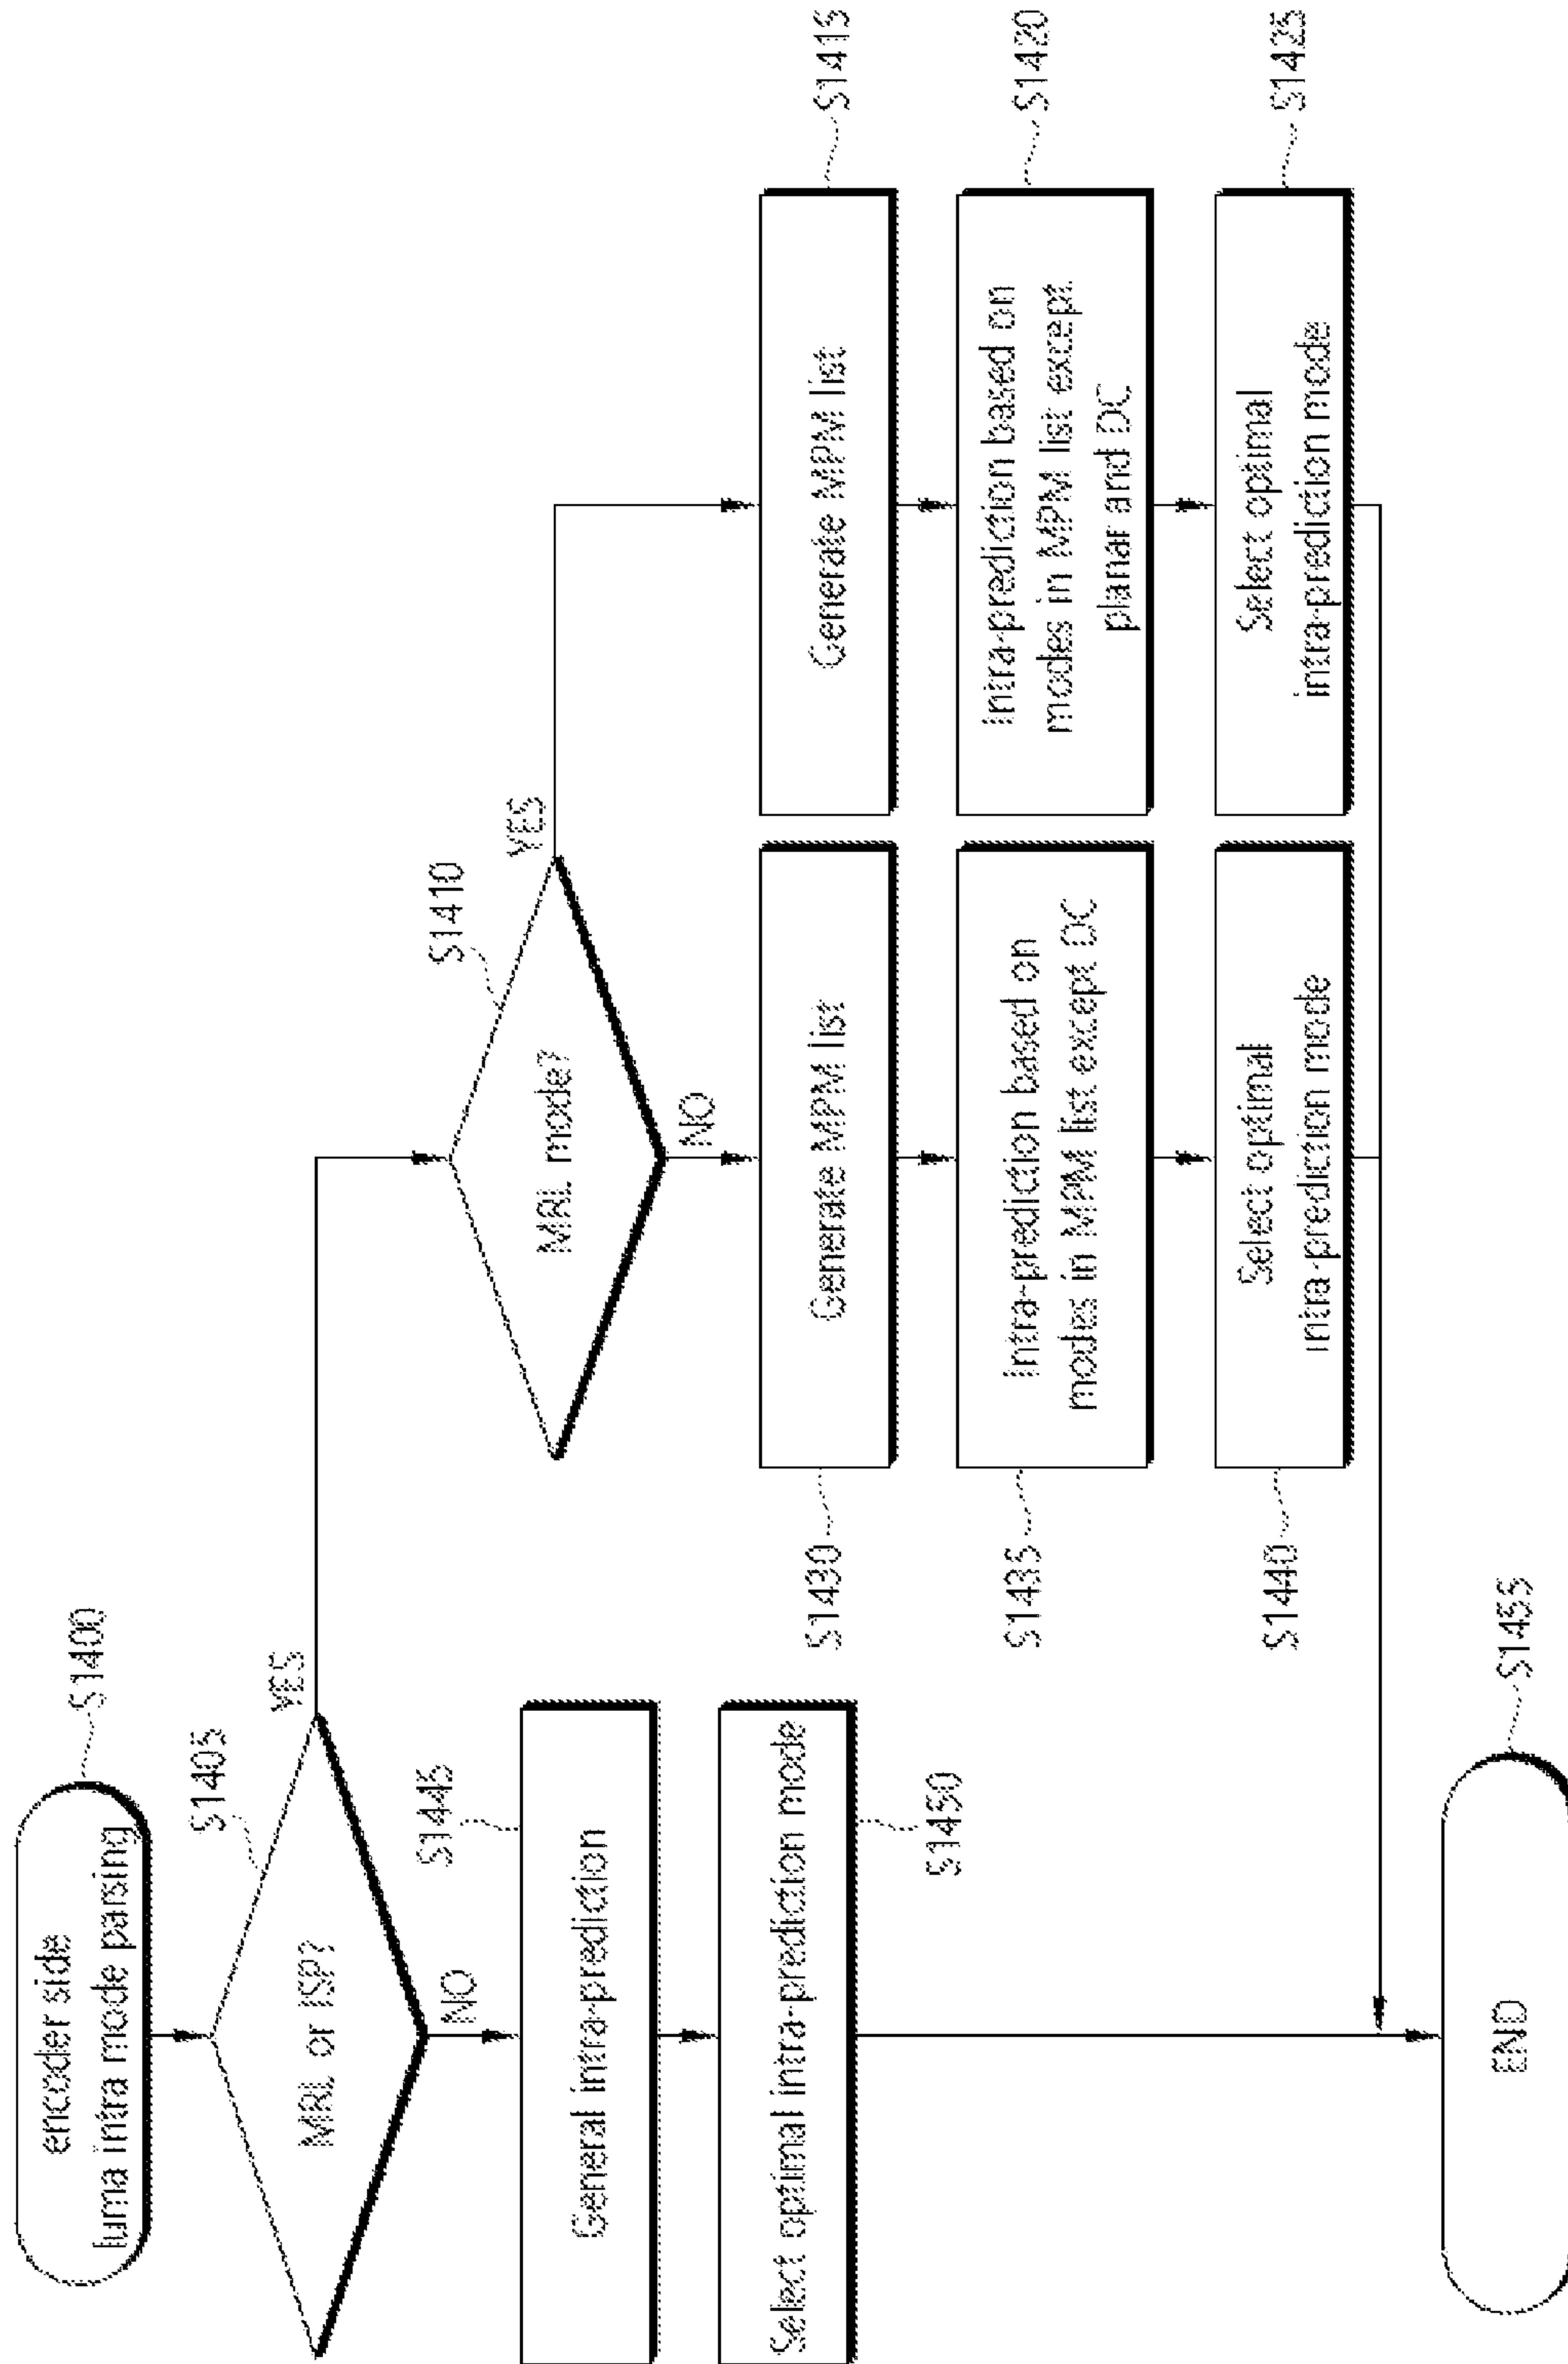 encoder side
luma intra mode parsing
S1400
MRL or ISP?
S1405
YES
NO
General intra-prediction
S1445
Select optimal intra-prediction mode
S1450
MRL mode?
S1410
YES
NO
Generate MPM list
S1430
Intra-prediction based on
modes in MPM list except DC
S1435
Select optimal
intra-prediction mode
S1440
Generate MPM list
S1415
Intra-prediction based on
modes in MPM list except
planar and DC
S1420
Select optimal
intra-prediction mode
S1425
END
S1455